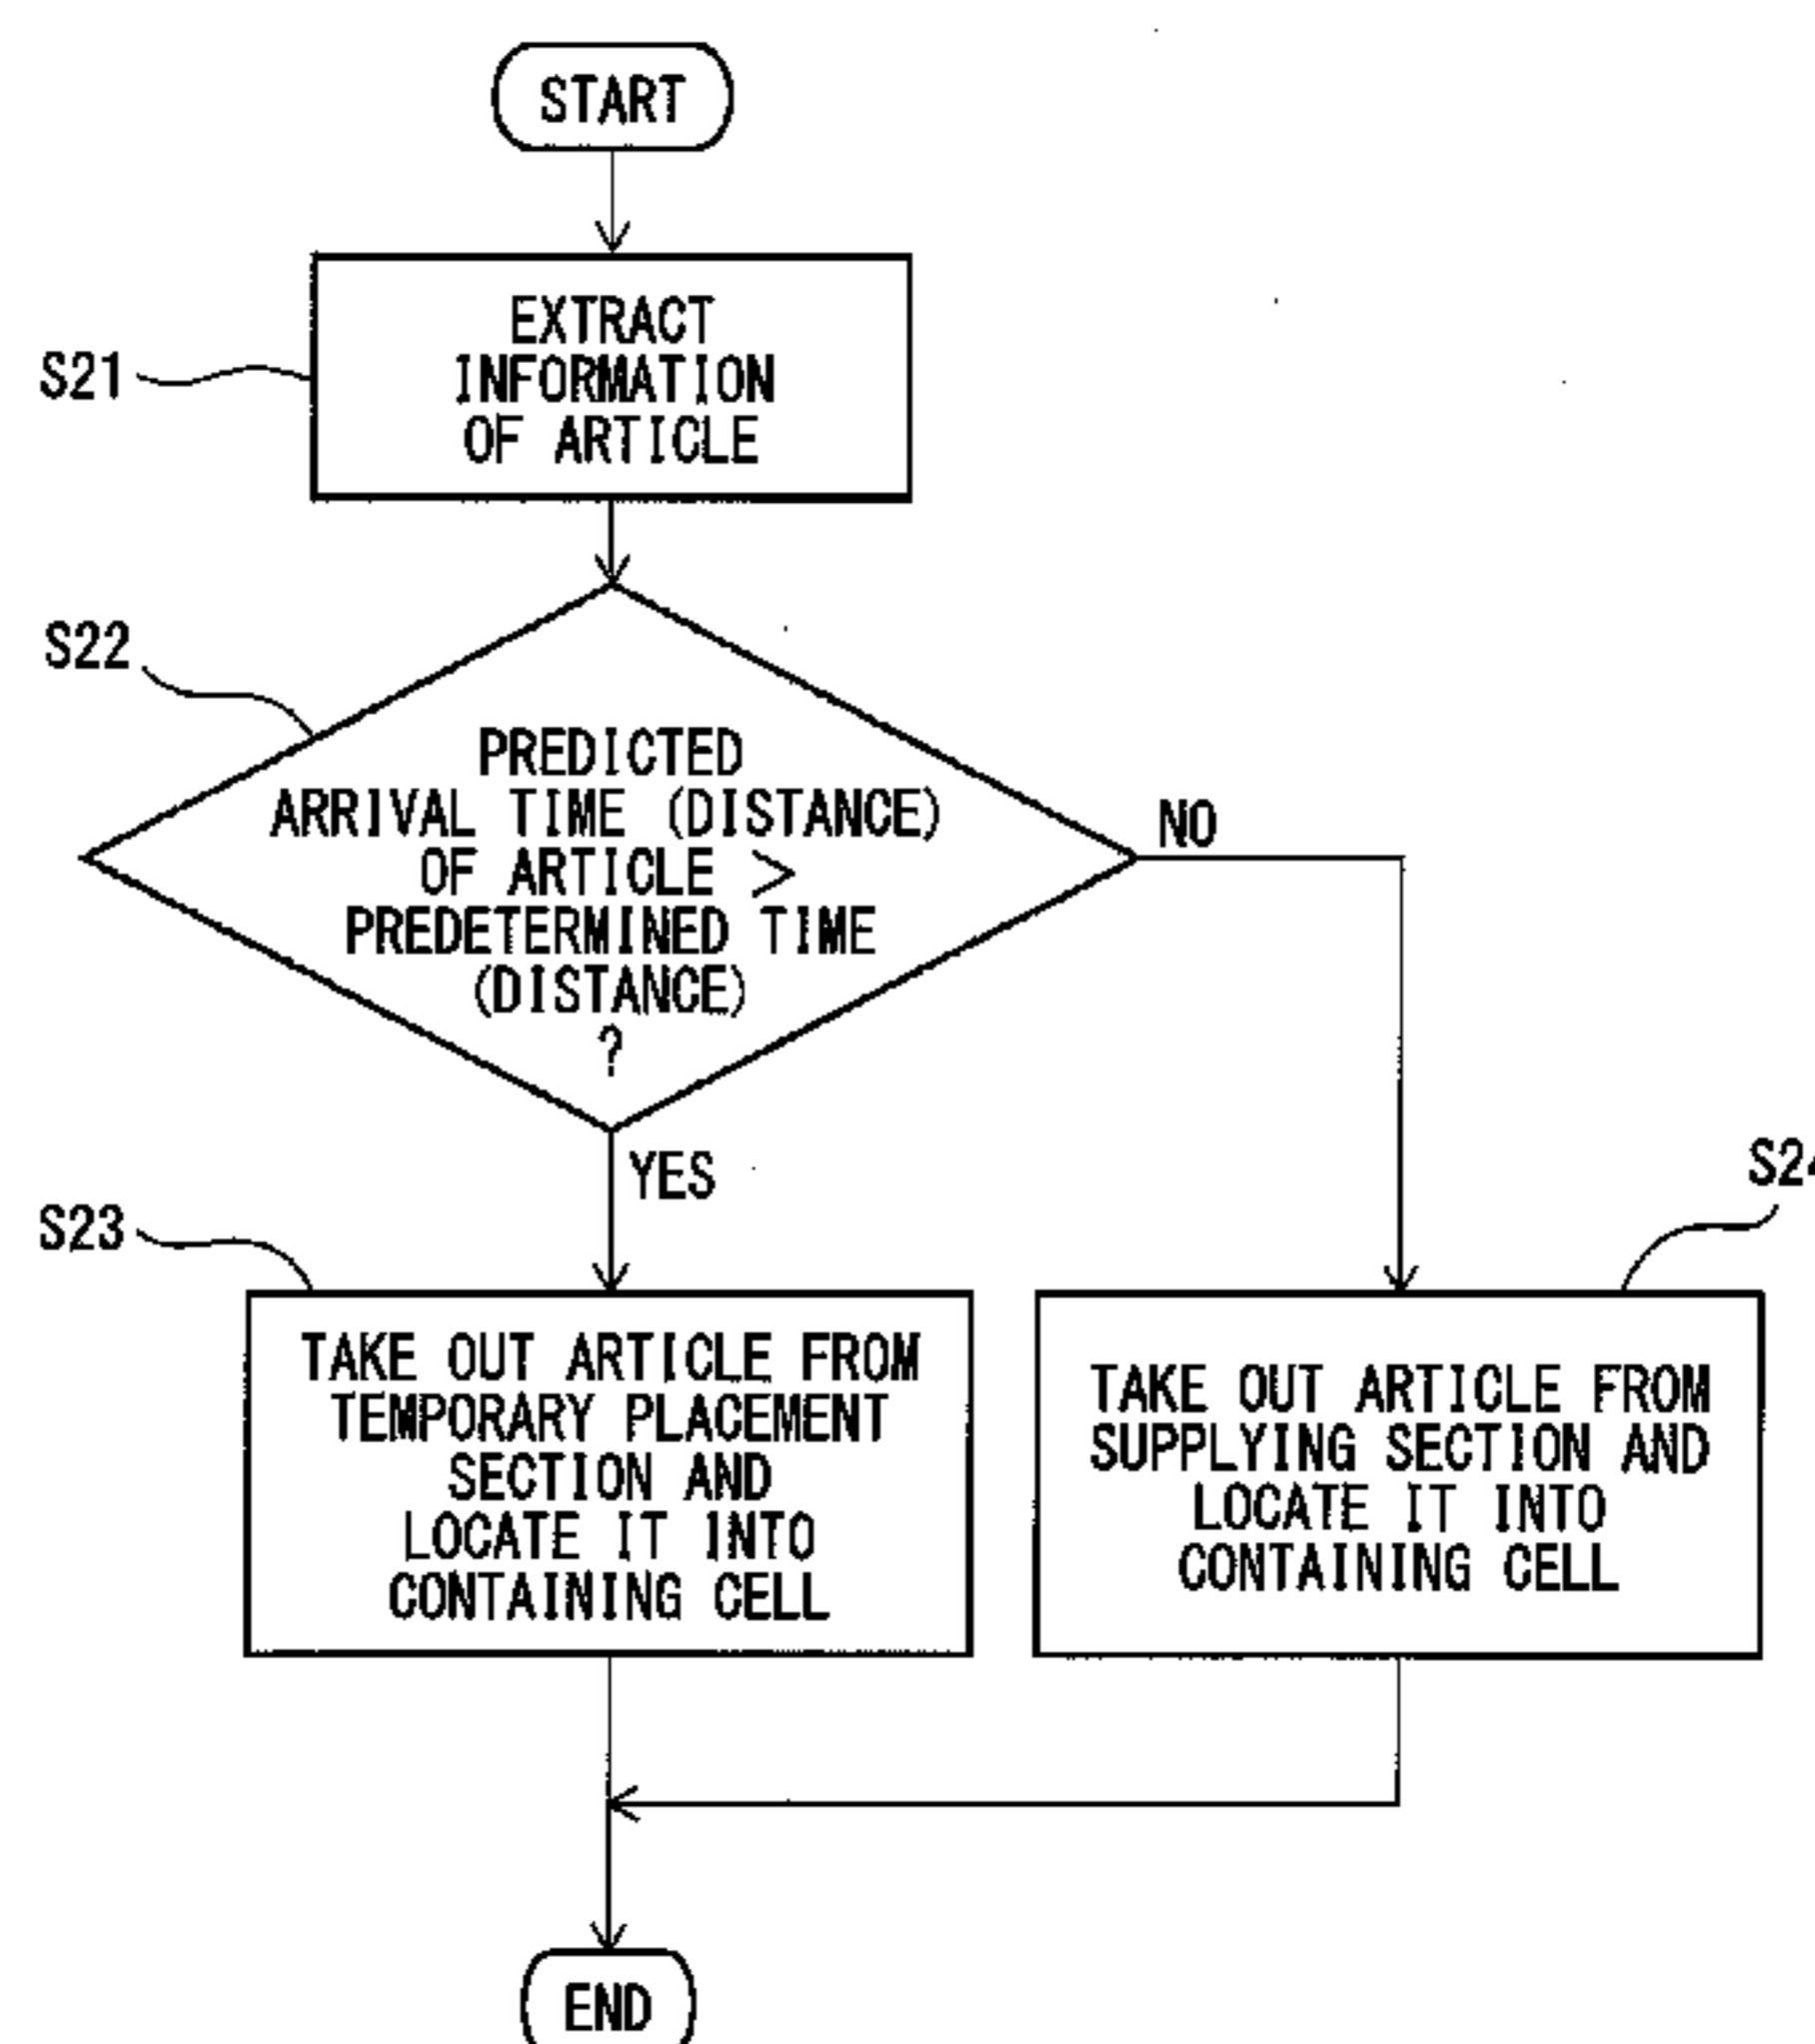 START
S21
EXTRACT
INFORMATION
OF ARTICLE
S22
PREDICTED
ARRIVAL TIME (DISTANCE)
OF ARTICLE >
PREDETERMINED TIME
(DISTANCE)
?
NO
YES
S23
TAKE OUT ARTICLE FROM
TEMPORARY PLACEMENT
SECTION AND
LOCATE IT INTO
CONTAINING CELL
S24
TAKE OUT ARTICLE FROM
SUPPLYING SECTION AND
LOCATE IT INTO
CONTAINING CELL
END